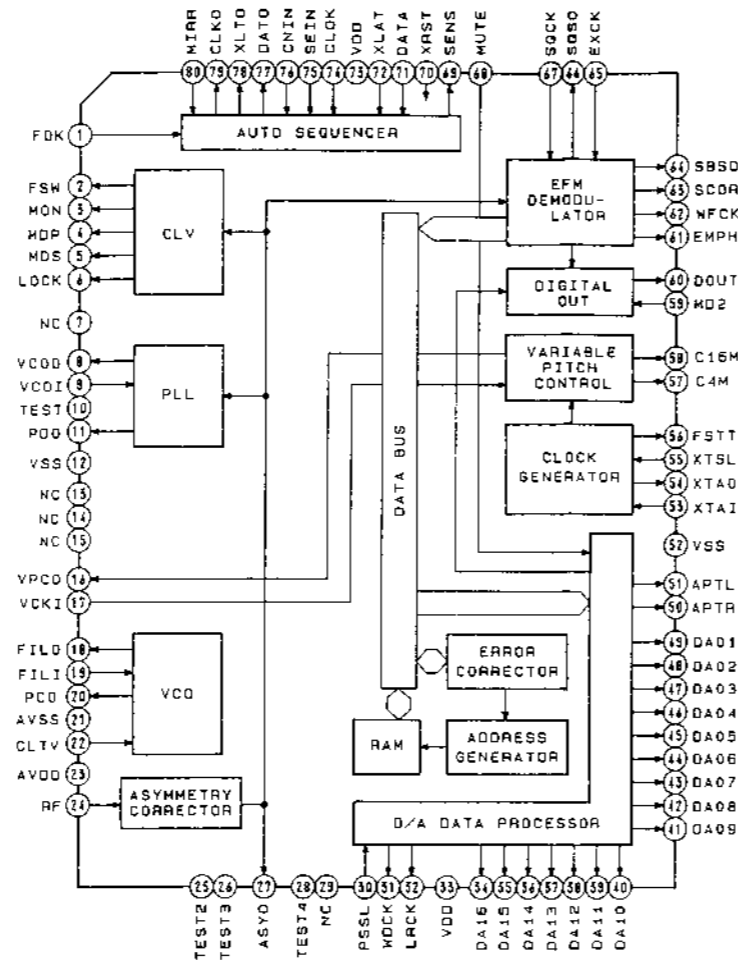 MIRR
CLKO
XLTO
DATO
CNIN
SEIN
CLOK
VDD
XLAT
DATA
XRST
SENS
MUTE
SQCK
SQSO
EXCK
80
79
78
77
76
75
74
73
72
71
70
69
68
67
66
65
FOK 1
AUTO SEQUENCER
FSW 2
MON 3
MDP 4
MDS 5
LOCK 6
CLV
EFM
DEMODU-
LATOR
64 SBSO
63 SCOR
62 WFCK
61 EMPH
DIGITAL
OUT
60 DOUT
59 MD2
NC 7
VCOO 8
VCOI 9
TEST 10
PDO 11
PLL
VARIABLE
PITCH
CONTROL
58 C16M
57 C4M
VSS 12
NC 13
NC 14
NC 15
DATA BUS
CLOCK
GENERATOR
56 FSTT
55 XTSL
54 XTAO
53 XTAI
52 VSS
VPCO 16
VCKI 17
51 APTL
50 APTR
FILO 18
FILI 19
PCO 20
AVSS 21
CLTV 22
VCO
ERROR
CORRECTOR
RAM
ADDRESS
GENERATOR
49 DA01
48 DA02
47 DA03
46 DA04
45 DA05
44 DA06
43 DA07
42 DA08
41 DA09
AVDD 23
RF 24
ASYMMETRY
CORRECTOR
D/A DATA PROCESSOR
25
26
27
28
29
30
31
32
33
34
35
36
37
38
39
40
TEST2
TEST3
ASYO
TEST4
NC
PSSL
WDCK
LRCK
VDD
DA16
DA15
DA14
DA13
DA12
DA11
DA10